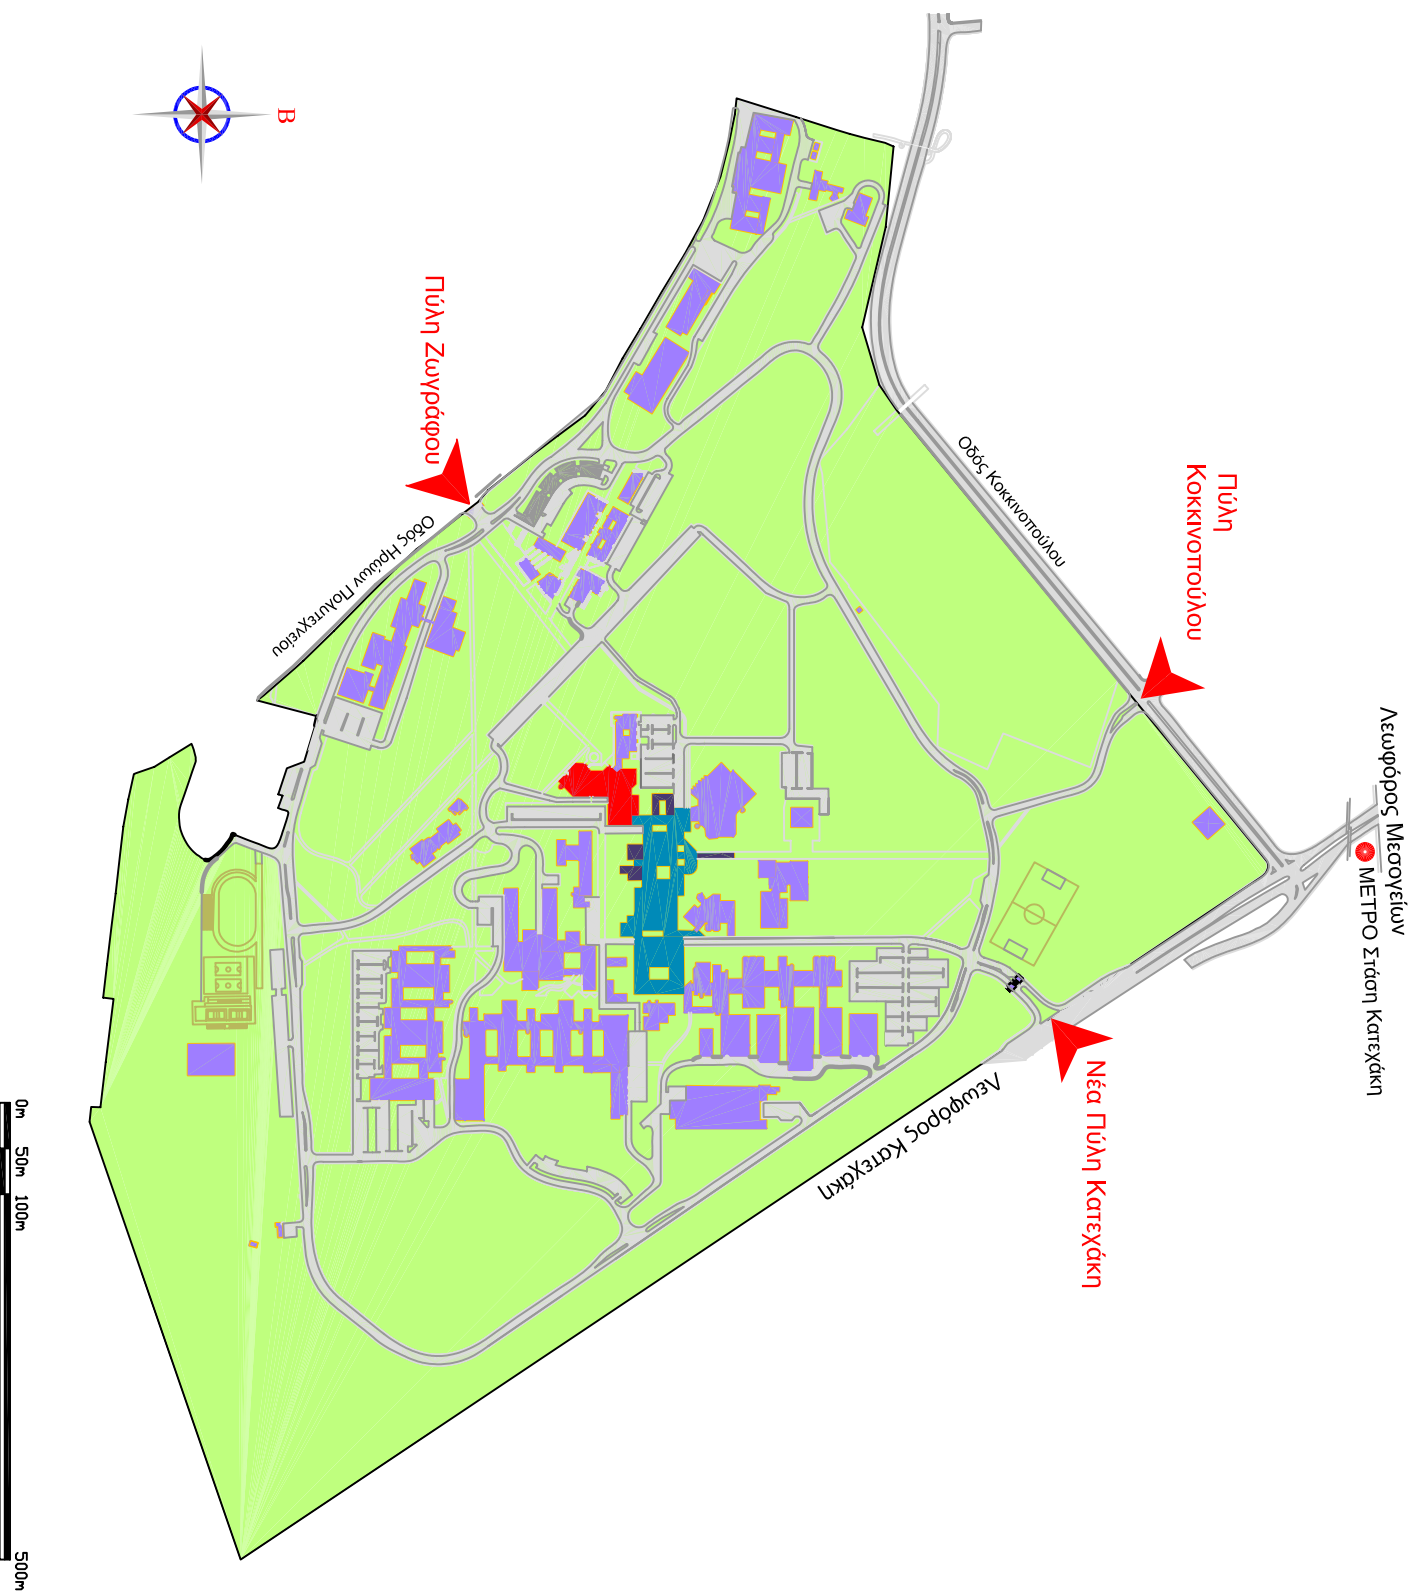 Β
Πύλη Ζωγράφου
Οδός Ηρώων Πολυτεχνείου
Οδός Κοκκινοπούλου
Πύλη
Κοκκινοπούλου
Λεωφόρος Μεσογείων
ΜΕΤΡΟ Στάση Κατεχάκη
Νέα Πύλη Κατεχάκη
Λεωφόρος Κατεχάκη
0m
50m
100m
500m